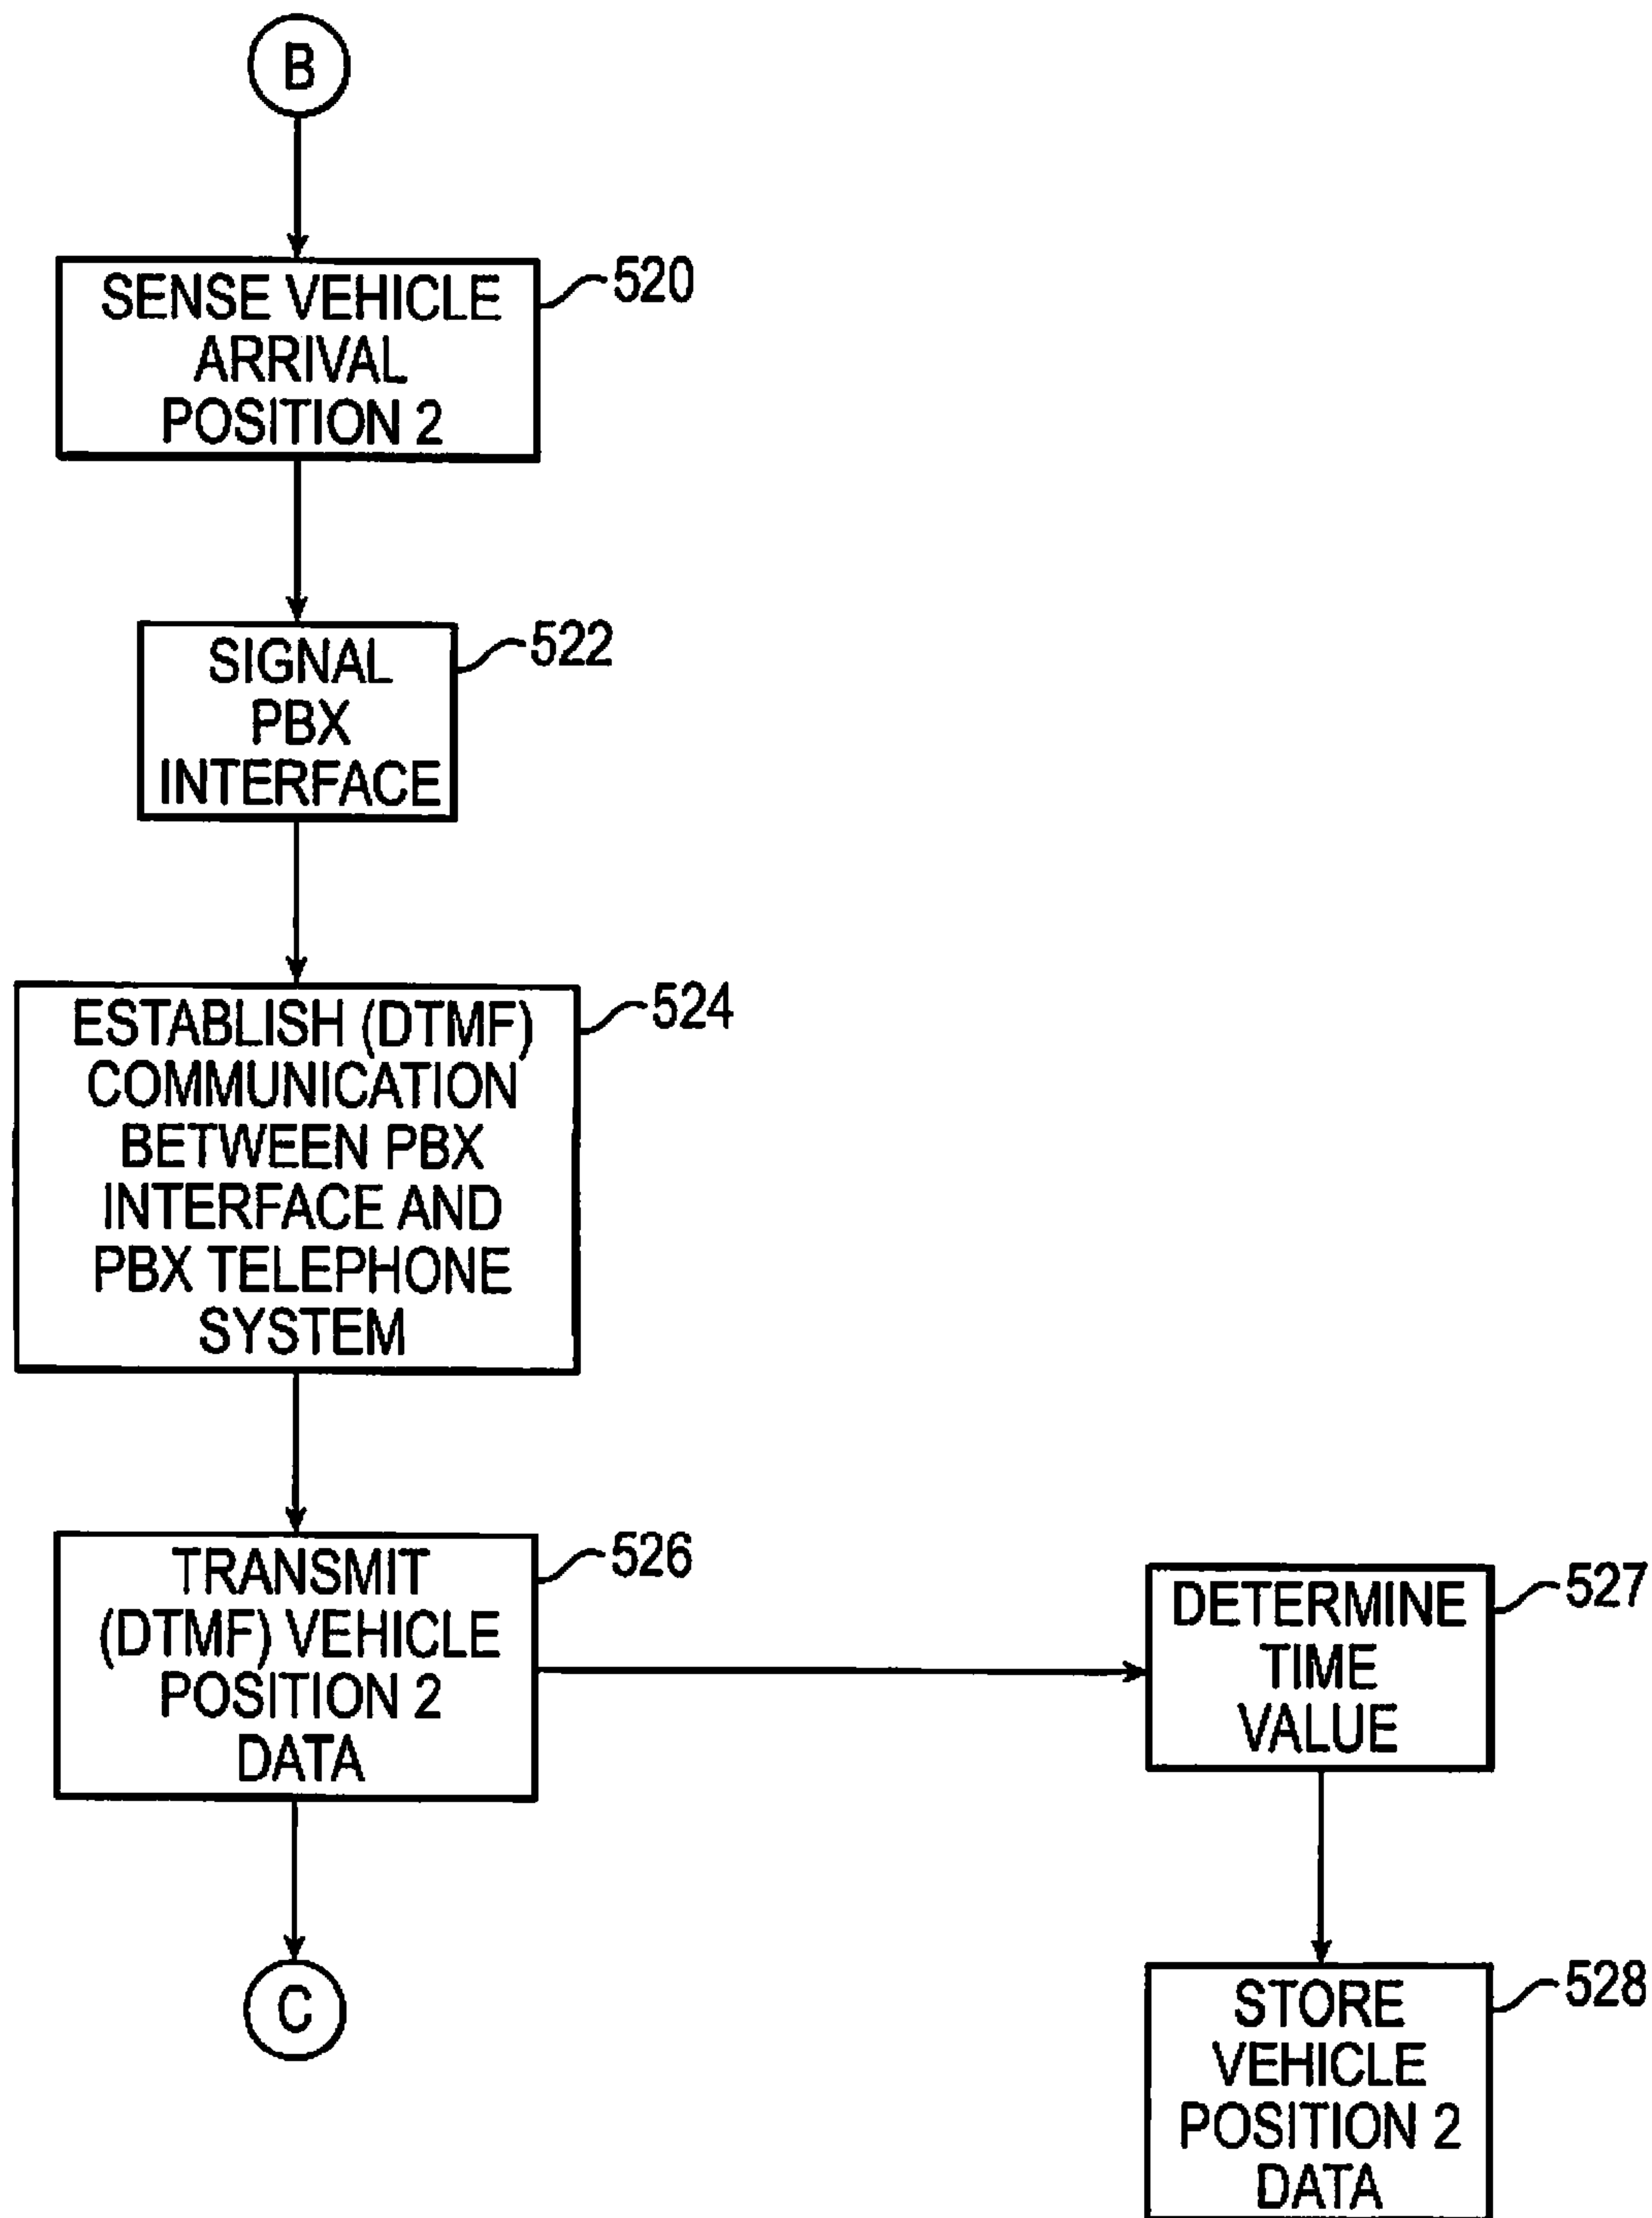 B
SENSE VEHICLE
ARRIVAL
POSITION 2
520
SIGNAL
PBX
INTERFACE
522
ESTABLISH (DTMF)
COMMUNICATION
BETWEEN PBX
INTERFACE AND
PBX TELEPHONE
SYSTEM
524
TRANSMIT
(DTMF) VEHICLE
POSITION 2
DATA
526
DETERMINE
TIME
VALUE
527
C
STORE
VEHICLE
POSITION 2
DATA
528